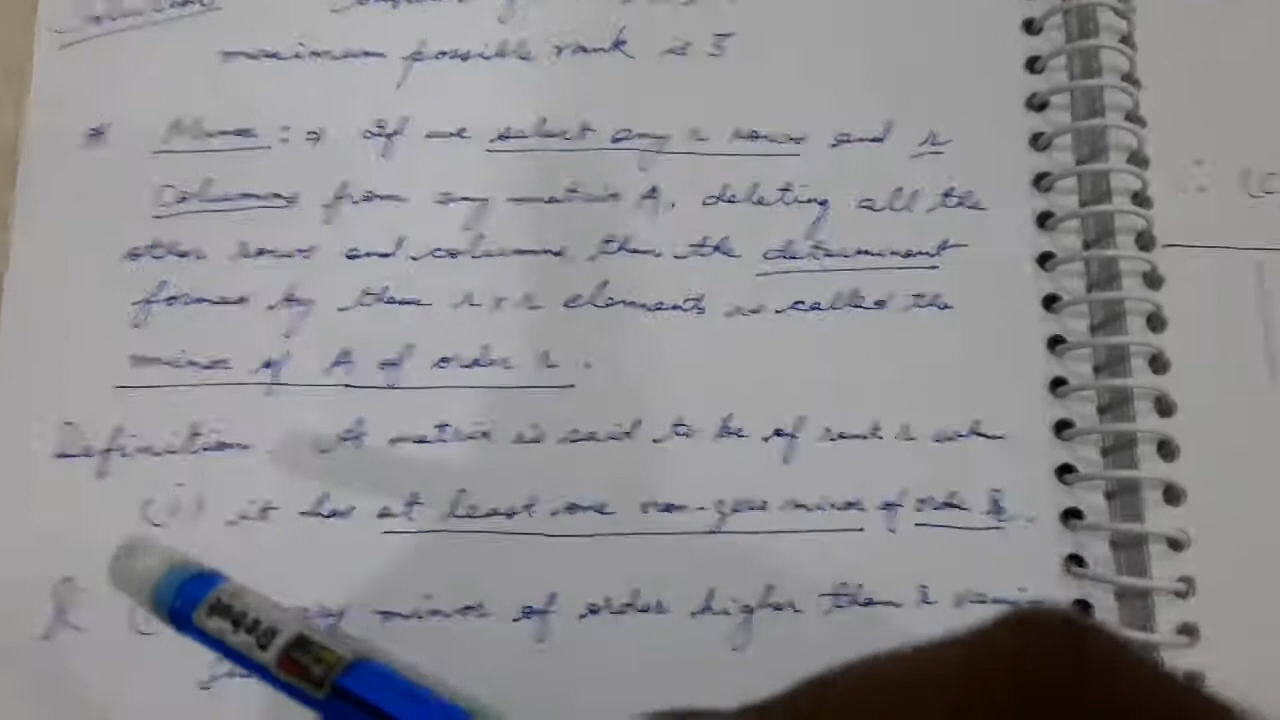 maximum possible rank is 3
* Minor :⇒ If we select any r rows and r
Columns from any matrix A, deleting all the
other rows and columns, then the determinant
formed by these r×r elements is called the
minor of A of order r.
Definition. A matrix is said to be of rank r when
(i) it has at least one non-zero minor of order r.
& minor of order higher than r